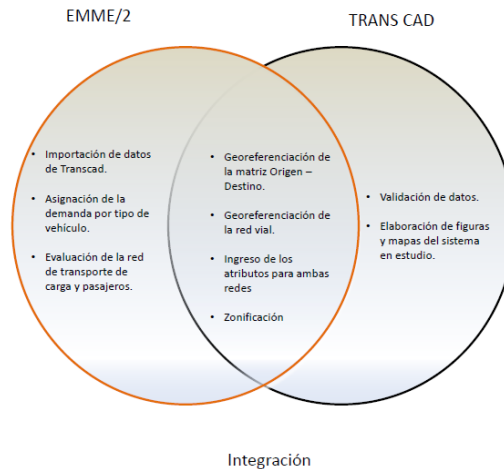 EMME/2
TRANS CAD
• Importación de datos
de Transcad.
• Asignación de la
demanda por tipo de
vehículo.
• Evaluación de la red
de transporte de
carga y pasajeros.
• Georeferenciación de
la matriz Origen –
Destino.
• Georeferenciación de
la red vial.
• Ingreso de los
atributos para ambas
redes
• Zonificación
• Validación de datos.
• Elaboración de figuras
y mapas del sistema
en estudio.
Integración